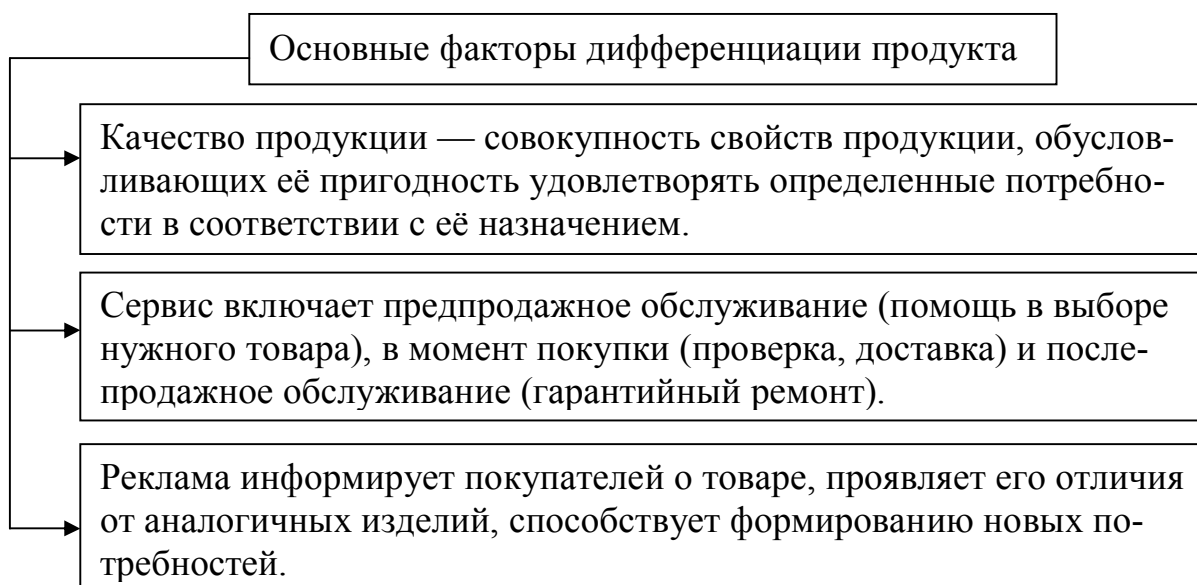 Основные факторы дифференциации продукта
Качество продукции — совокупность свойств продукции, обуслов-
ливающих её пригодность удовлетворять определенные потребно-
сти в соответствии с её назначением.
Сервис включает предпродажное обслуживание (помощь в выборе
нужного товара), в момент покупки (проверка, доставка) и после-
продажное обслуживание (гарантийный ремонт).
Реклама информирует покупателей о товаре, проявляет его отличия
от аналогичных изделий, способствует формированию новых по-
требностей.